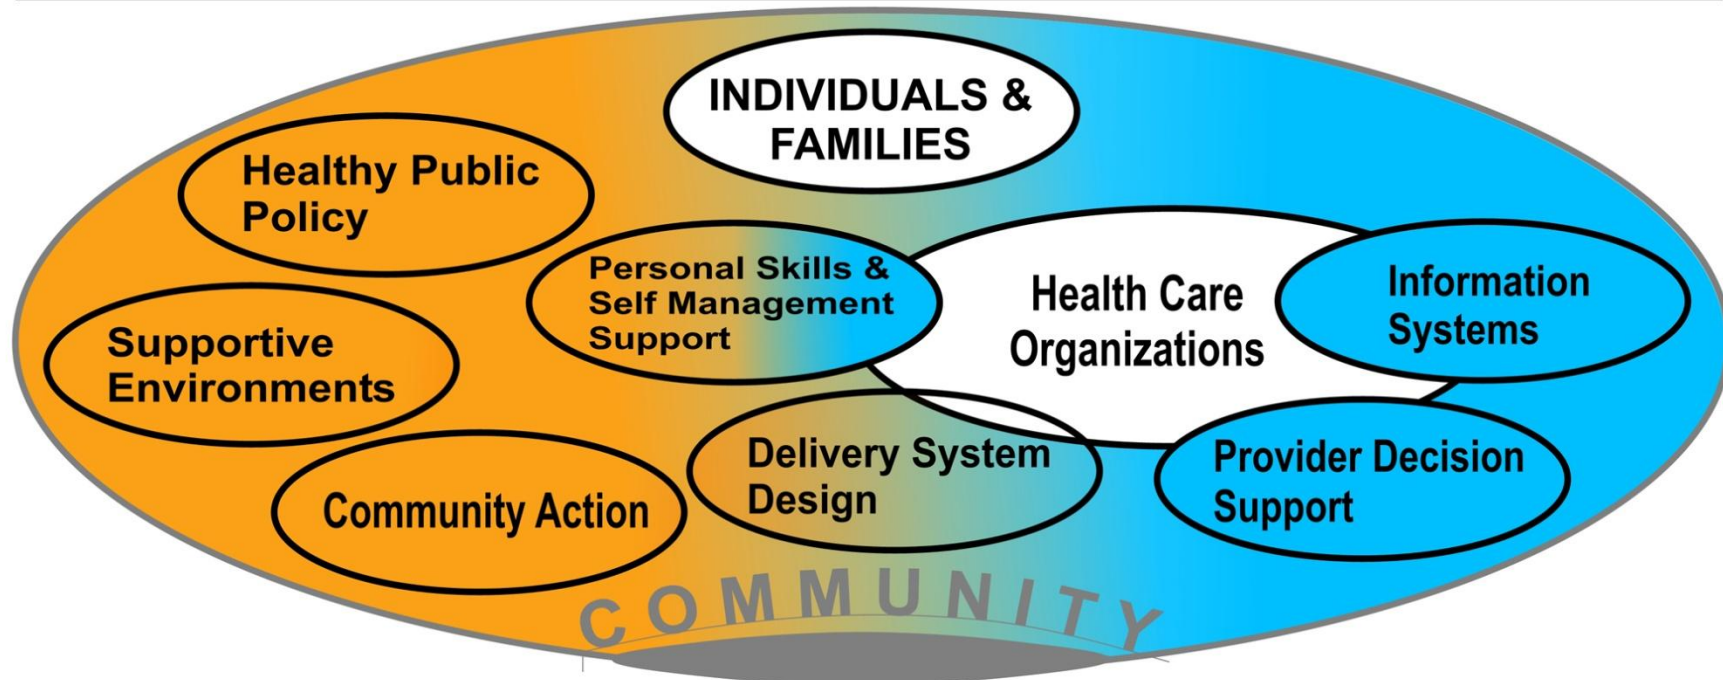 INDIVIDUALS &
FAMILIES
Healthy Public
Policy
Personal Skills &
Self Management
Support
Health Care
Organizations
Information
Systems
Supportive
Environments
Delivery System
Design
Provider Decision
Support
Community Action
COMMUNITY